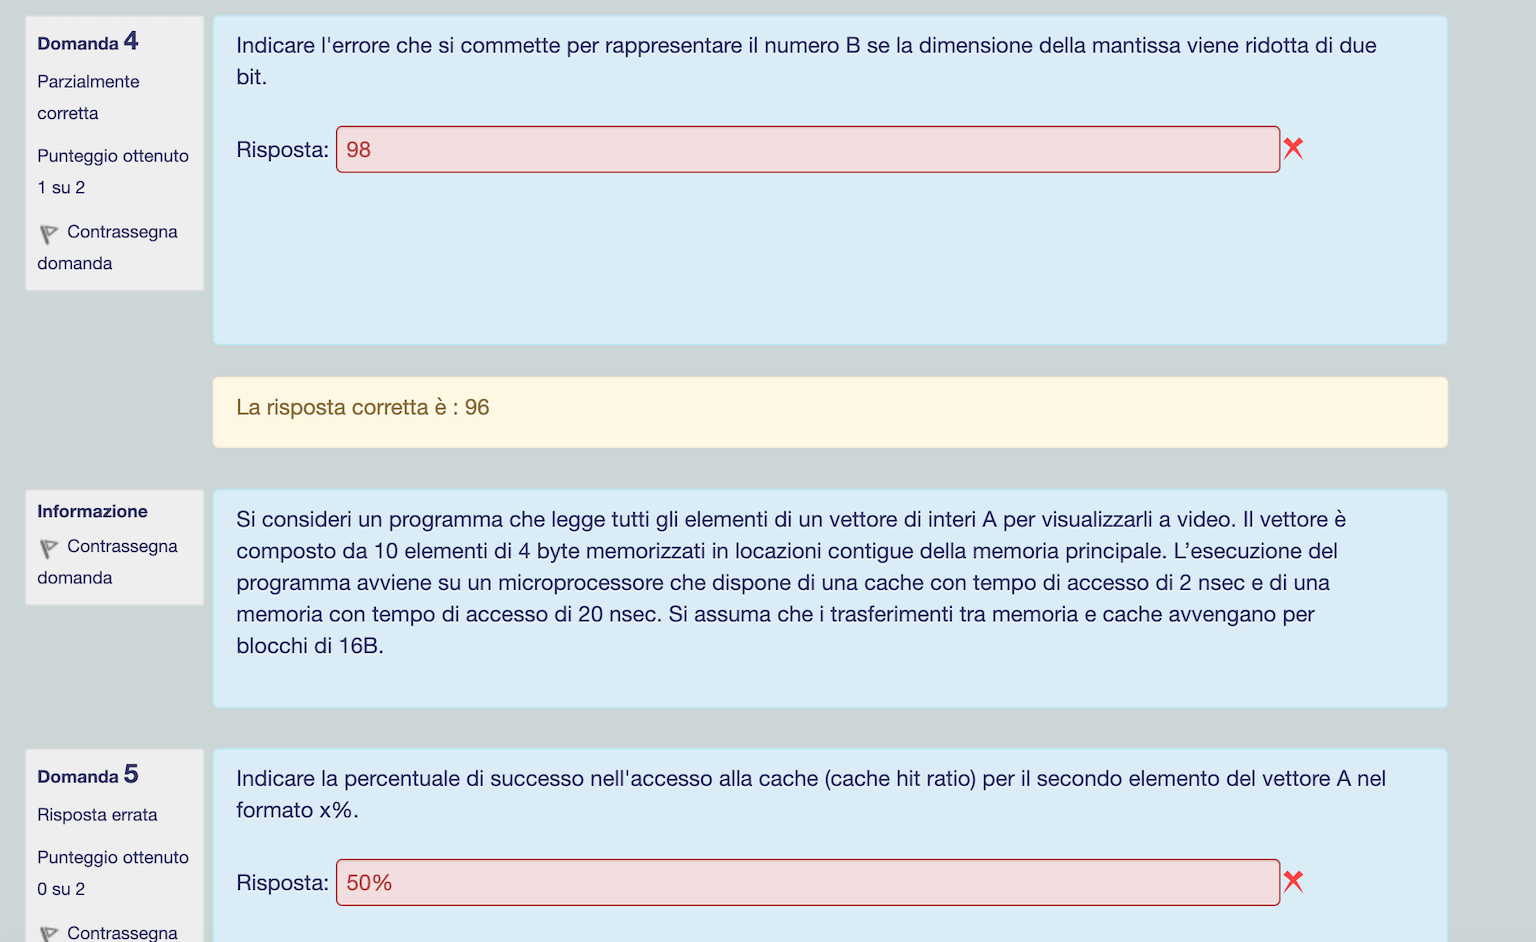 Domanda 4
Parzialmente
corretta
Punteggio ottenuto
1 su 2
Contrassegna
domanda
Indicare l'errore che si commette per rappresentare il numero B se la dimensione della mantissa viene ridotta di due
bit.
Risposta: 98
La risposta corretta è : 96
Informazione
Contrassegna
domanda
Si consideri un programma che legge tutti gli elementi di un vettore di interi A per visualizzarli a video. Il vettore è
composto da 10 elementi di 4 byte memorizzati in locazioni contigue della memoria principale. L’esecuzione del
programma avviene su un microprocessore che dispone di una cache con tempo di accesso di 2 nsec e di una
memoria con tempo di accesso di 20 nsec. Si assuma che i trasferimenti tra memoria e cache avvengano per
blocchi di 16B.
Domanda 5
Risposta errata
Punteggio ottenuto
0 su 2
Contrassegna
Indicare la percentuale di successo nell'accesso alla cache (cache hit ratio) per il secondo elemento del vettore A nel
formato x%.
Risposta: 50%